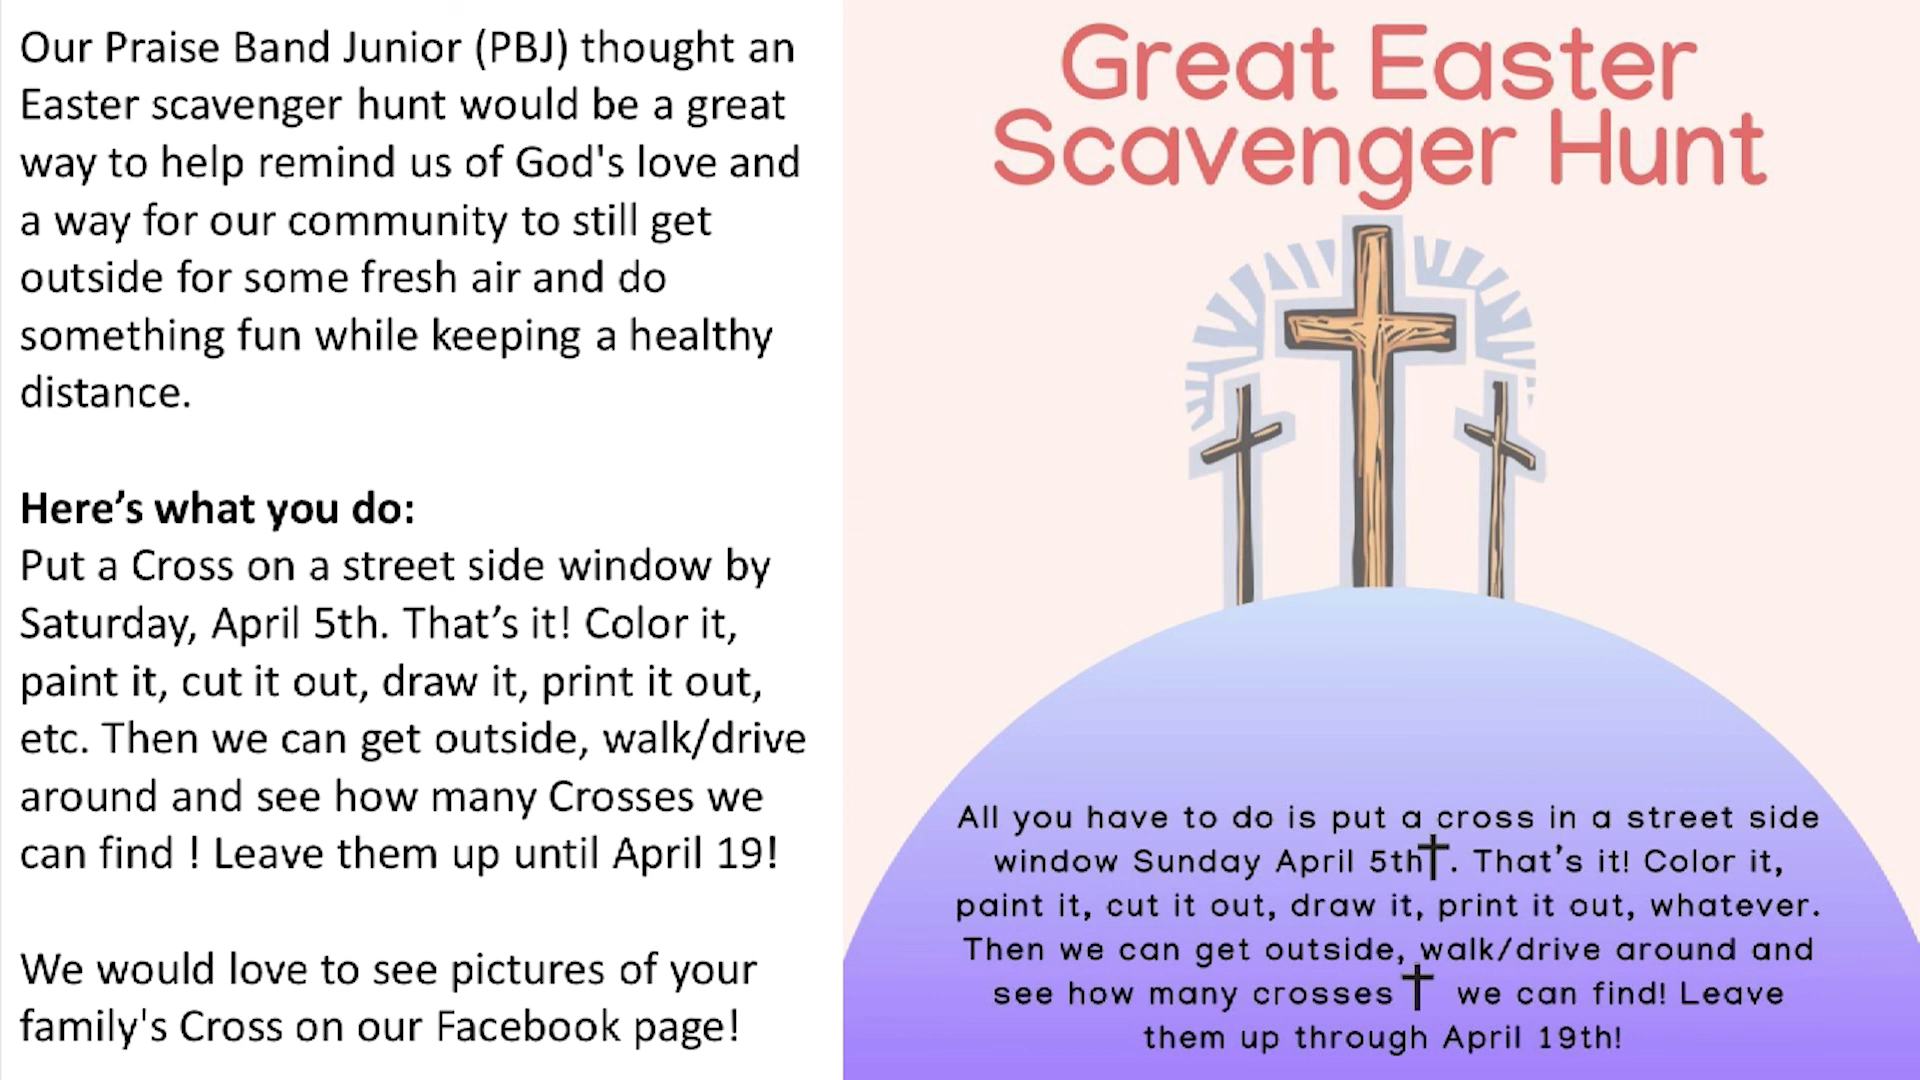 Our Praise Band Junior (PBJ) thought an
Easter scavenger hunt would be a great
way to help remind us of God's love and
a way for our community to still get
outside for some fresh air and do
something fun while keeping a healthy
distance.
Here’s what you do:
Put a Cross on a street side window by
Saturday, April 5th. That’s it! Color it,
paint it, cut it out, draw it, print it out,
etc. Then we can get outside, walk/drive
around and see how many Crosses we
can find ! Leave them up until April 19!
We would love to see pictures of your
family's Cross on our Facebook page!
Great Easter
Scavenger Hunt
All you have to do is put a cross in a street side
window Sunday April 5th✝. That’s it! Color it,
paint it, cut it out, draw it, print it out, whatever.
Then we can get outside, walk/drive around and
see how many crosses✝ we can find! Leave
them up through April 19th!